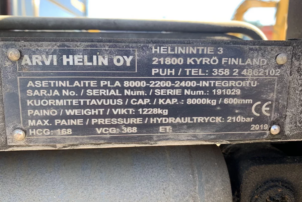 ARVI HELIN OY
HELININTIE 3
21800 KYRÖ FINLAND
PUH / TEL: 358 2 4862102
ASETINLAITE PLA 8000-2200-2400-INTEGROITU
SARJA No. / SERIAL Num. / SERIE Num. : 191029
KUORMITETTAVUUS / CAP. / KAP.: 8000kg / 600mm
PAINO / WEIGHT / VIKT: 1228kg
MAX. PAINE / PRESSURE / HYDRAULTRYCK: 210bar
HCG: 168 VCG: 368 ET: 2019